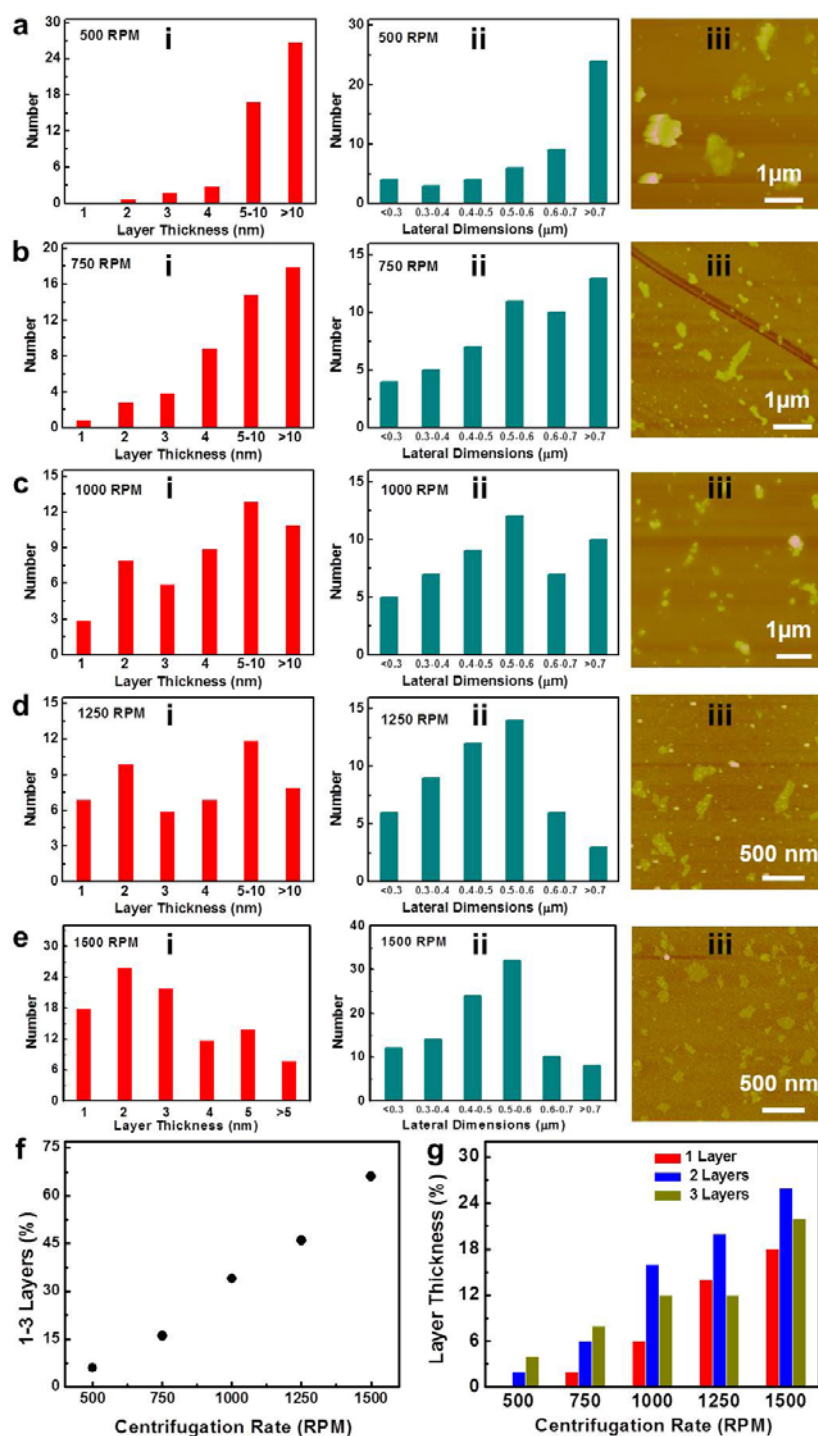 a
i
500 RPM
30
24
18
12
6
0
Number
1 2 3 4 5-10 >10
Layer Thickness (nm)
ii
500 RPM
30
20
10
0
Number
<0.3 0.3-0.4 0.4-0.5 0.5-0.6 0.6-0.7 >0.7
Lateral Dimensions (μm)
iii
1μm
b
i
750 RPM
20
16
12
8
4
0
Number
1 2 3 4 5-10 >10
Layer Thickness (nm)
ii
750 RPM
15
10
5
0
Number
<0.3 0.3-0.4 0.4-0.5 0.5-0.6 0.6-0.7 >0.7
Lateral Dimensions (μm)
iii
1μm
c
i
1000 RPM
15
12
9
6
3
0
Number
1 2 3 4 5-10 >10
Layer Thickness (nm)
ii
1000 RPM
15
10
5
0
Number
<0.3 0.3-0.4 0.4-0.5 0.5-0.6 0.6-0.7 >0.7
Lateral Dimensions (μm)
iii
1μm
d
i
1250 RPM
15
12
9
6
3
0
Number
1 2 3 4 5-10 >10
Layer Thickness (nm)
ii
1250 RPM
15
10
5
0
Number
<0.3 0.3-0.4 0.4-0.5 0.5-0.6 0.6-0.7 >0.7
Lateral Dimensions (μm)
iii
500 nm
e
i
1500 RPM
30
24
18
12
6
0
Number
1 2 3 4 5 >5
Layer Thickness (nm)
ii
1500 RPM
40
30
20
10
0
Number
<0.3 0.3-0.4 0.4-0.5 0.5-0.6 0.6-0.7 >0.7
Lateral Dimensions (μm)
iii
500 nm
f
75
60
45
30
15
0
1-3 Layers (%)
500 750 1000 1250 1500
Centrifugation Rate (RPM)
g
1 Layer
2 Layers
3 Layers
30
24
18
12
6
0
Layer Thickness (%)
500 750 1000 1250 1500
Centrifugation Rate (RPM)